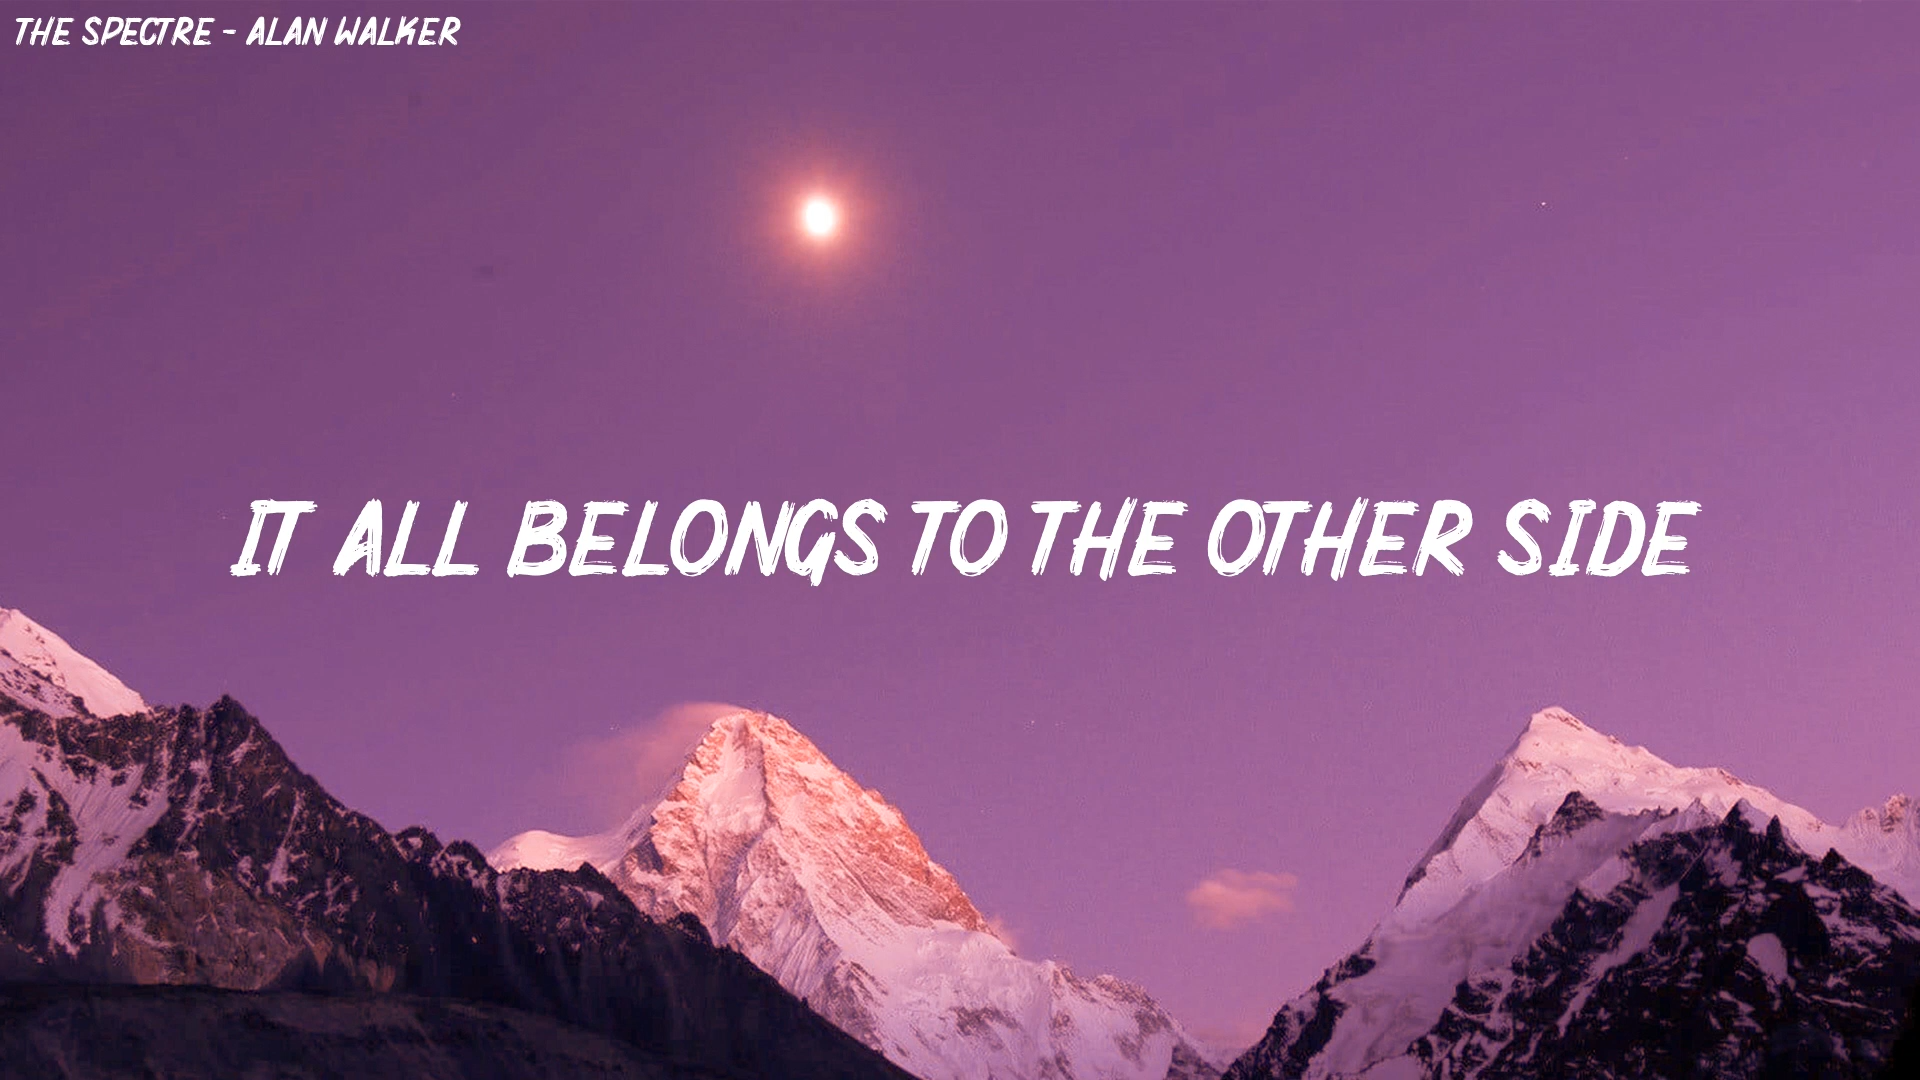 THE SPECTRE - ALAN WALKER
IT ALL BELONGS TO THE OTHER SIDE